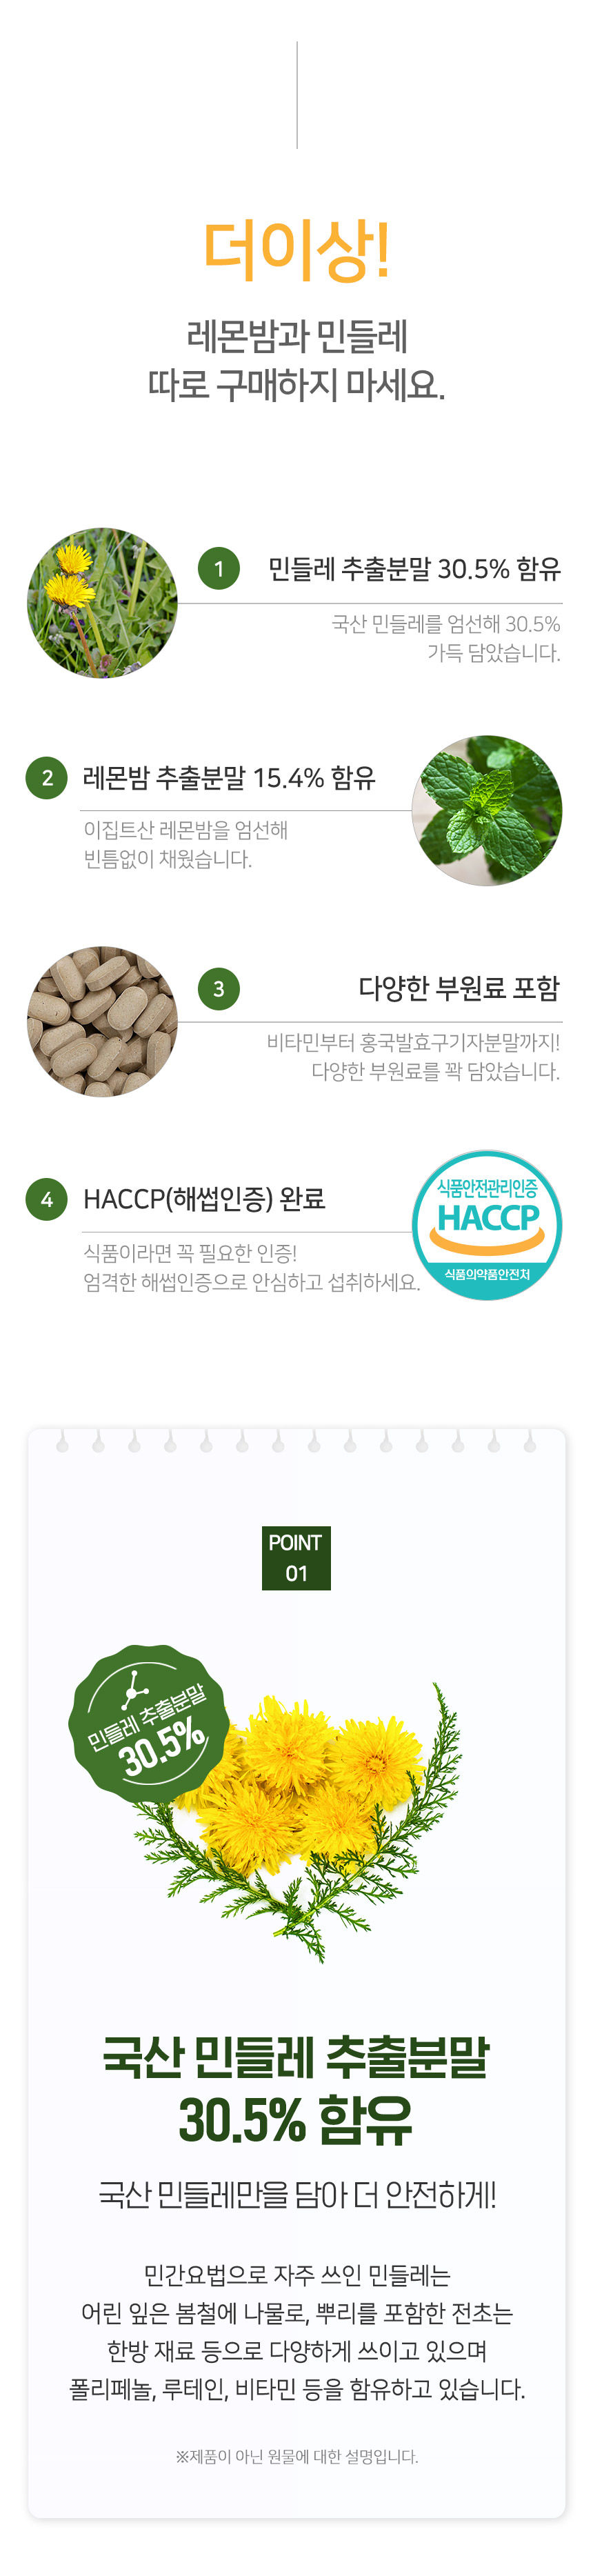 더이상!
레몬밤과 민들레
따로 구매하지 마세요.
1
민들레 추출분말 30.5% 함유
국산 민들레를 엄선해 30.5%
가득 담았습니다.
2
레몬밤 추출분말 15.4% 함유
이집트산 레몬밤을 엄선해
빈틈없이 채웠습니다.
3
다양한 부원료 포함
비타민부터 홍국발효구기자분말까지!
다양한 부원료를 꽉 담았습니다.
4
HACCP(해썹인증) 완료
식품이라면 꼭 필요한 인증!
엄격한 해썹인증으로 안심하고 섭취하세요.
식품안전관리인증
HACCP
식품의약품안전처
POINT
01
민들레 추출분말
30.5%
국산 민들레 추출분말
30.5% 함유
국산 민들레만을 담아 더 안전하게!
민간요법으로 자주 쓰인 민들레는
어린 잎은 봄철에 나물로, 뿌리를 포함한 전초는
한방 재료 등으로 다양하게 쓰이고 있으며
폴리페놀, 루테인, 비타민 등을 함유하고 있습니다.
※제품이 아닌 원물에 대한 설명입니다.